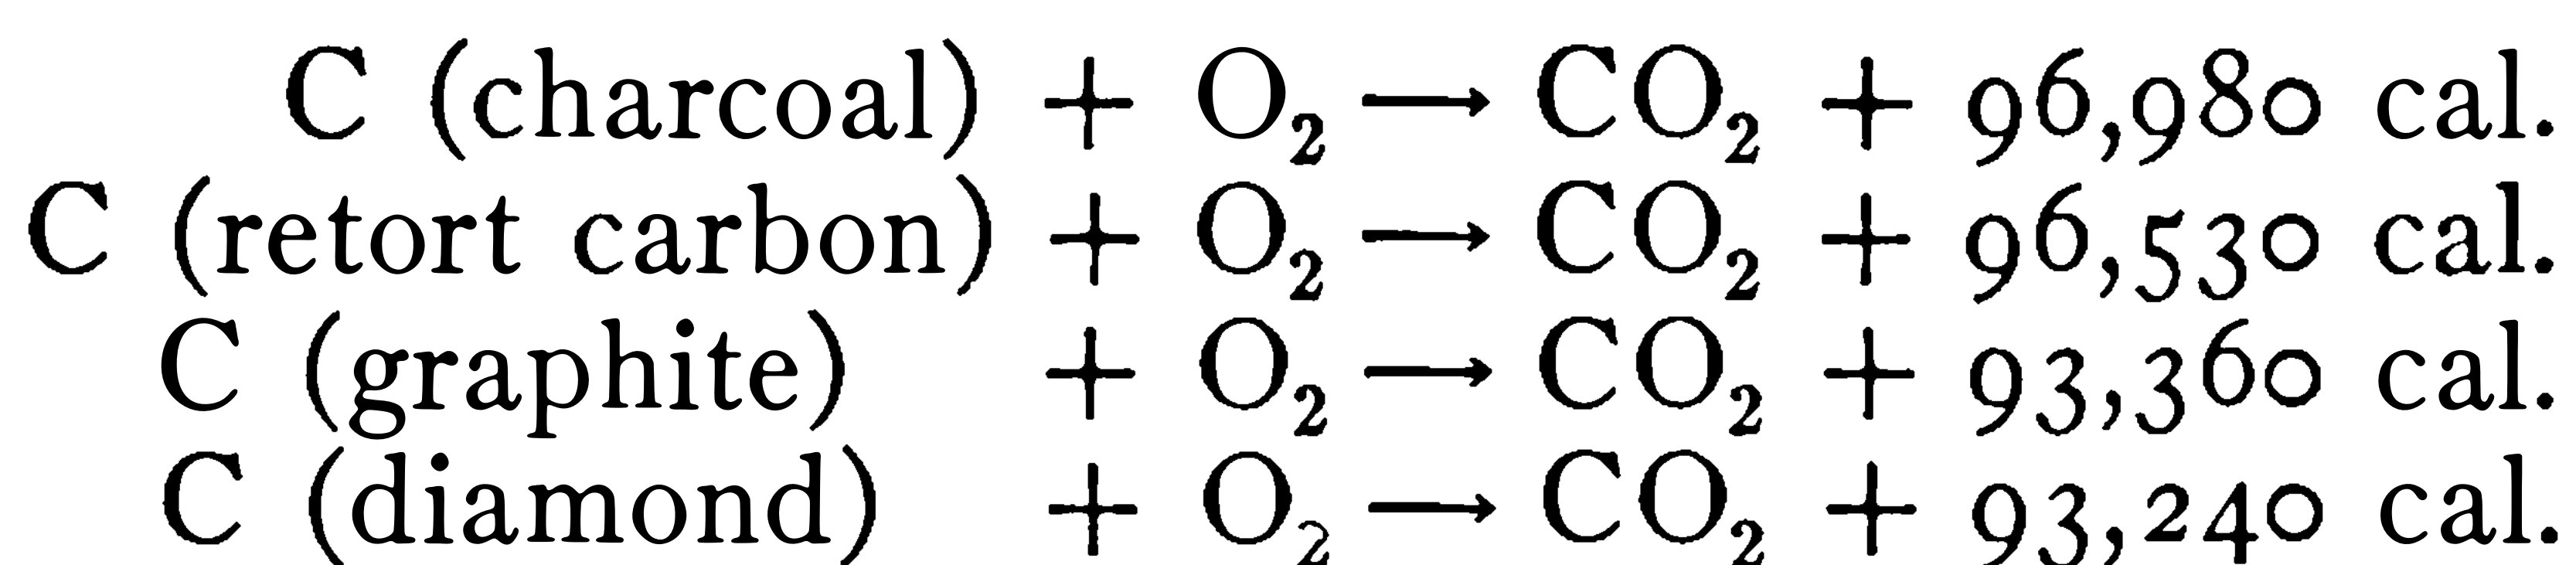 C (charcoal) + O₂ → CO₂ + 96,980 cal.
C (retort carbon) + O₂ → CO₂ + 96,530 cal.
C (graphite) + O₂ → CO₂ + 93,360 cal.
C (diamond) + O₂ → CO₂ + 93,240 cal.